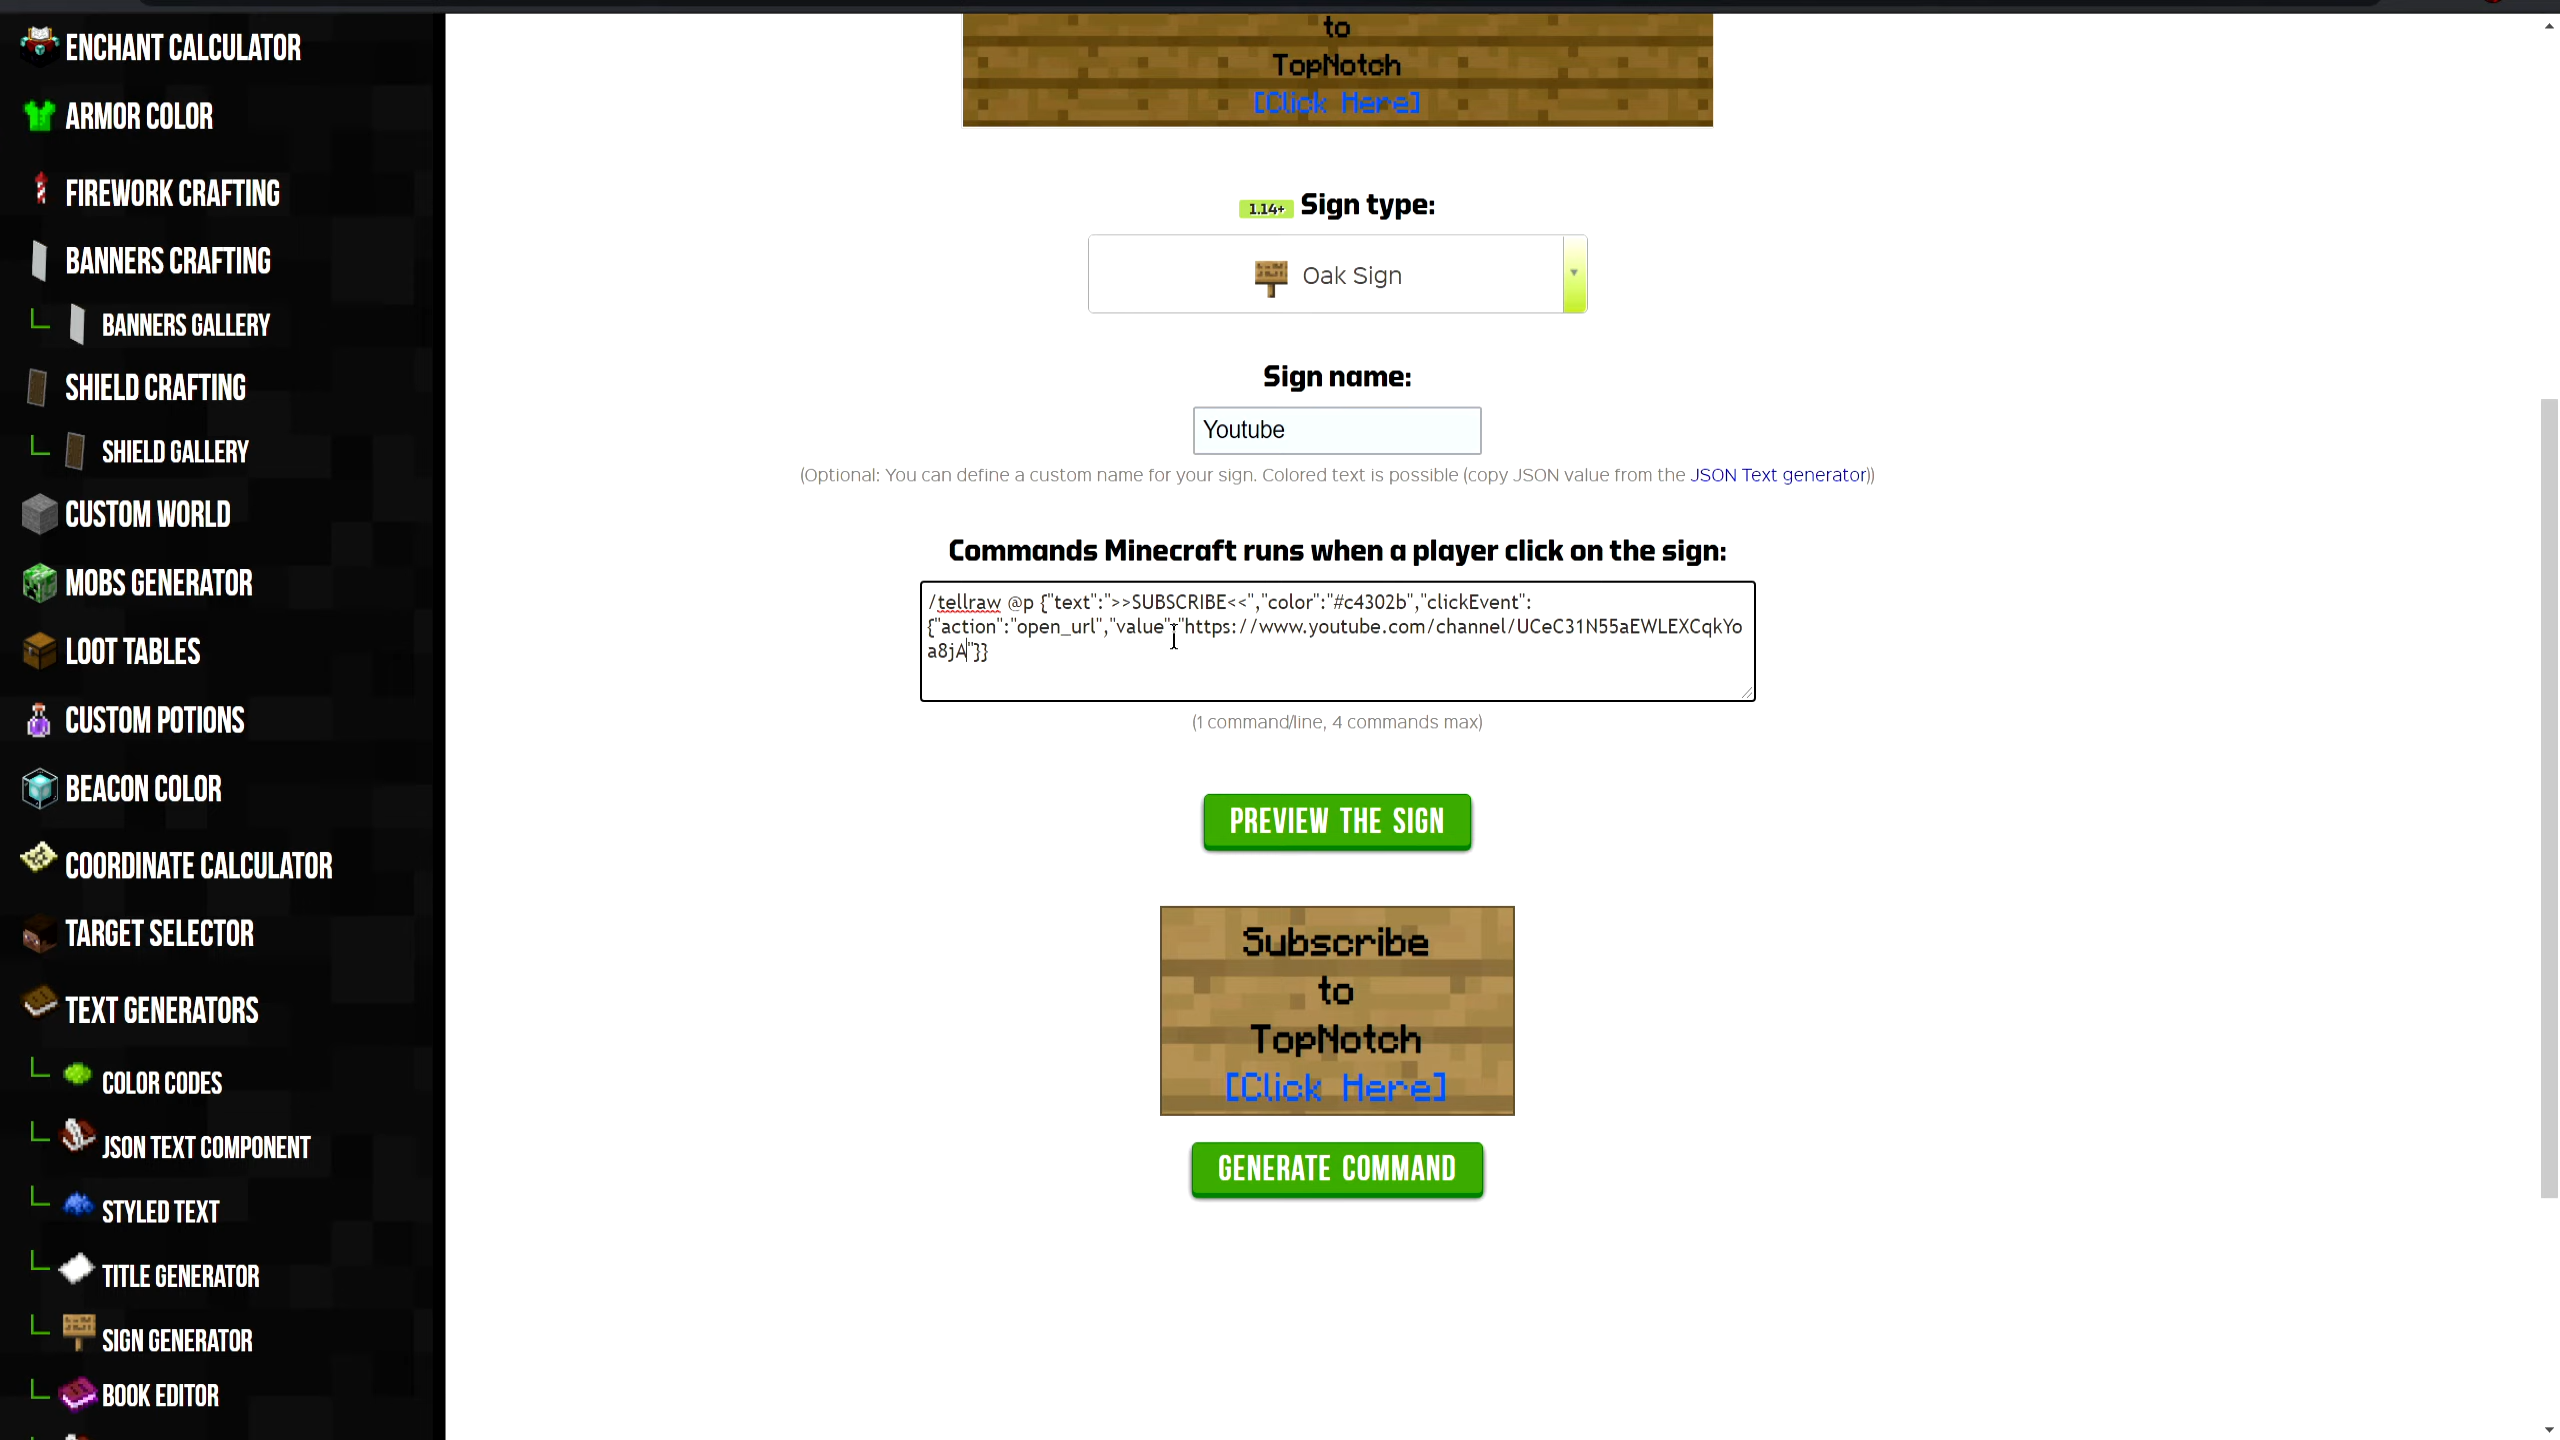 ENCHANT CALCULATOR
ARMOR COLOR
FIREWORK CRAFTING
BANNERS CRAFTING
BANNERS GALLERY
SHIELD CRAFTING
SHIELD GALLERY
CUSTOM WORLD
MOBS GENERATOR
LOOT TABLES
CUSTOM POTIONS
BEACON COLOR
COORDINATE CALCULATOR
TARGET SELECTOR
TEXT GENERATORS
COLOR CODES
JSON TEXT COMPONENT
STYLED TEXT
TITLE GENERATOR
SIGN GENERATOR
BOOK EDITOR
to
TopNotch
[Click Here]
1.14+ Sign type:
Oak Sign
Sign name:
Youtube
(Optional: You can define a custom name for your sign. Colored text is possible (copy JSON value from the JSON Text generator))
Commands Minecraft runs when a player click on the sign:
/tellraw @p {"text":">>SUBSCRIBE<<","color":"#c4302b","clickEvent":
{"action":"open_url","value":"https://www.youtube.com/channel/UCeC31N55aEWLEXCqkYo
a8jA"}}
(1 command/line, 4 commands max)
PREVIEW THE SIGN
Subscribe
to
TopNotch
[Click Here]
GENERATE COMMAND